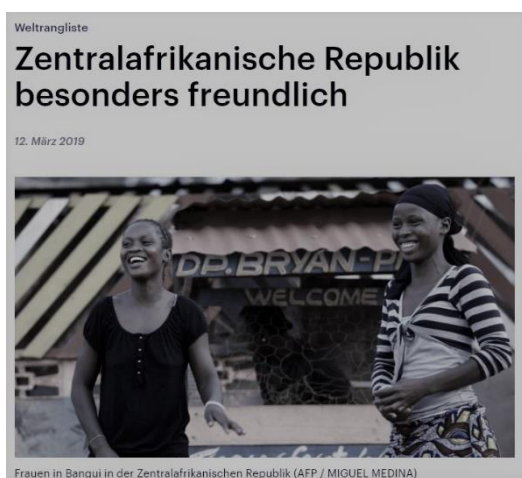 Weltrangliste
Zentralafrikanische Republik
besonders freundlich
12. März 2019
DP.BRYAN-P
WELCOME
Frauen in Bangui in der Zentralafrikanischen Republik (AFP / MIGUEL MEDINA)